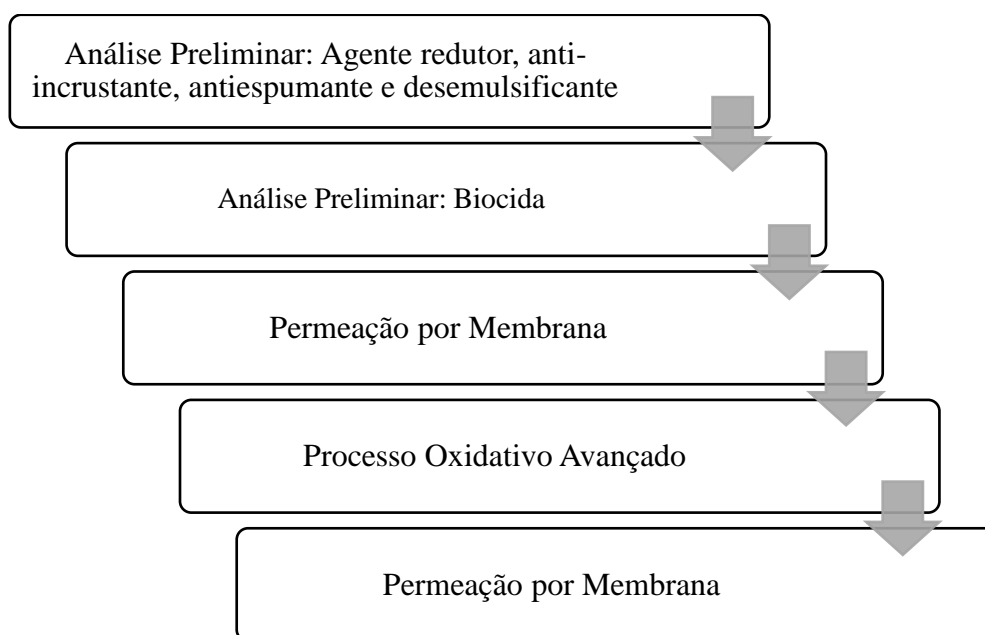 Análise Preliminar: Agente redutor, anti-
incrustante, antiespumante e desemulsificante
Análise Preliminar: Biocida
Permeação por Membrana
Processo Oxidativo Avançado
Permeação por Membrana